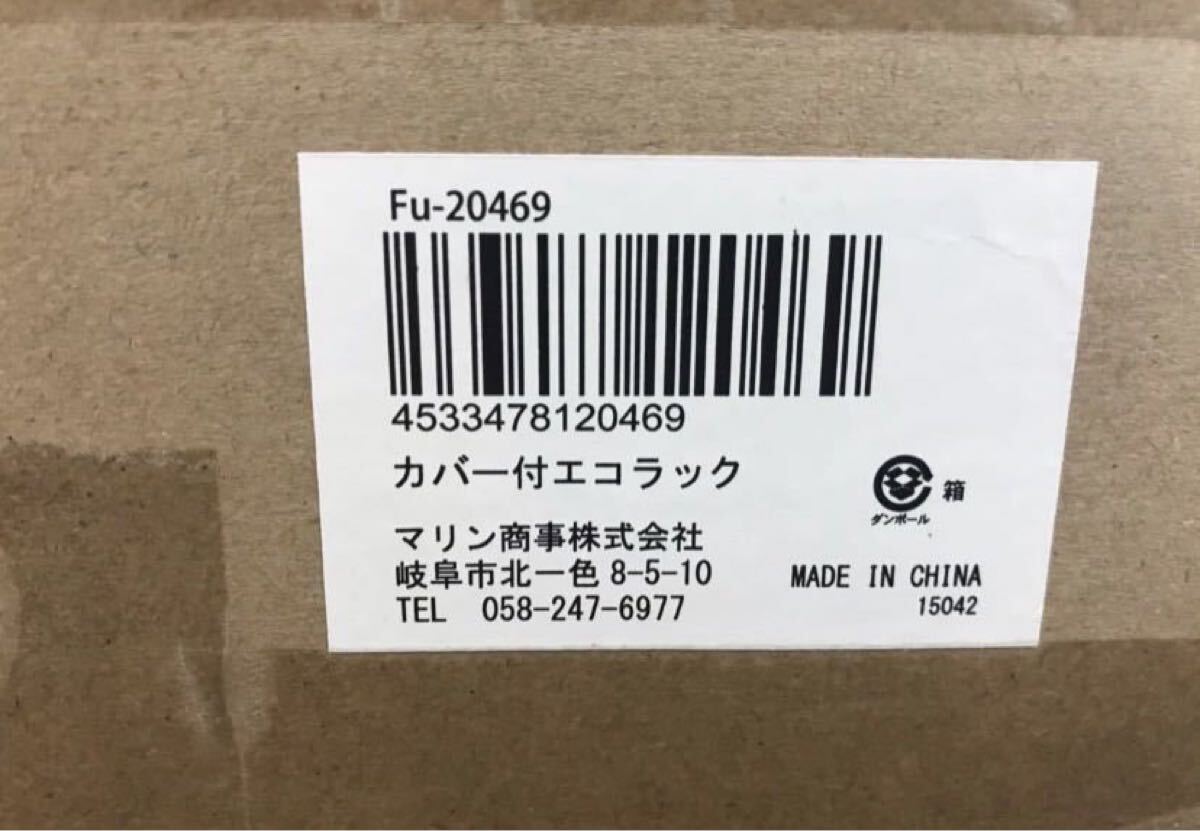 Fu-20469
4533478120469
カバー付エコラック
箱
ダンボール
マリン商事株式会社
岐阜市北一色 8-5-10
MADE IN CHINA
TEL 058-247-6977
15042